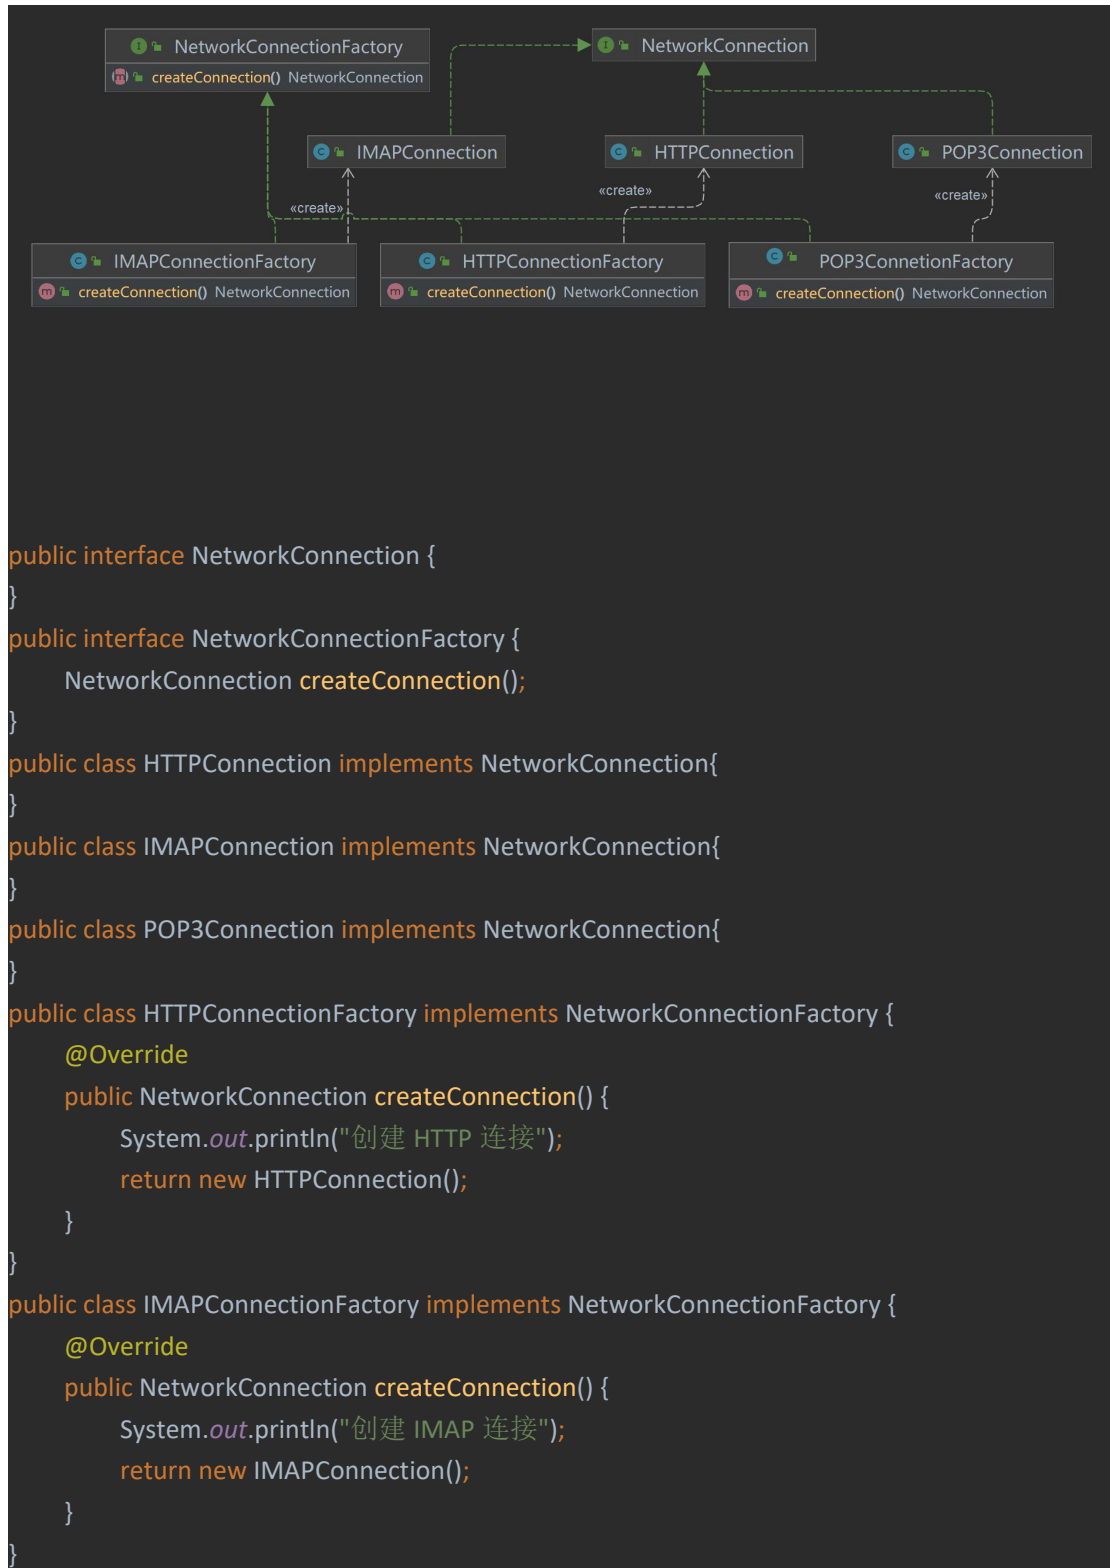 NetworkConnectionFactory
createConnection() NetworkConnection
NetworkConnection
IMAPConnection
HTTPConnection
POP3Connection
«create»
«create»
«create»
IMAPConnectionFactory
createConnection() NetworkConnection
HTTPConnectionFactory
createConnection() NetworkConnection
POP3ConnetionFactory
createConnection() NetworkConnection
public interface NetworkConnection {
}
public interface NetworkConnectionFactory {
NetworkConnection createConnection();
}
public class HTTPConnection implements NetworkConnection{
}
public class IMAPConnection implements NetworkConnection{
}
public class POP3Connection implements NetworkConnection{
}
public class HTTPConnectionFactory implements NetworkConnectionFactory {
@Override
public NetworkConnection createConnection() {
System.out.println("创建 HTTP 连接");
return new HTTPConnection();
}
}
public class IMAPConnectionFactory implements NetworkConnectionFactory {
@Override
public NetworkConnection createConnection() {
System.out.println("创建 IMAP 连接");
return new IMAPConnection();
}
}